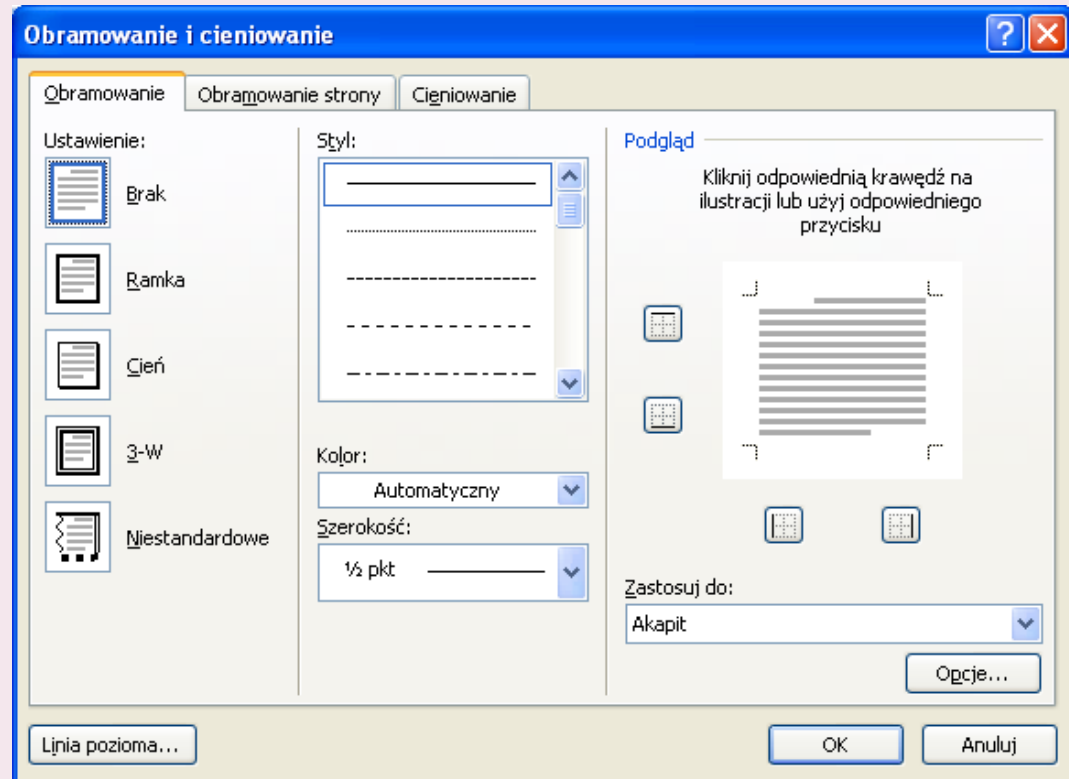 Obramowanie i cieniowanie
Obramowanie
Obramowanie strony
Cieniowanie
Ustawienie:
Brak
Ramka
Cień
3-W
Niestandardowe
Styl:
Kolor:
Automatyczny
Szerokość:
½ pkt
Podgląd
Kliknij odpowiednią krawędź na
ilustracji lub użyj odpowiedniego
przycisku
Zastosuj do:
Akapit
Opcje...
Linia pozioma...
OK
Anuluj